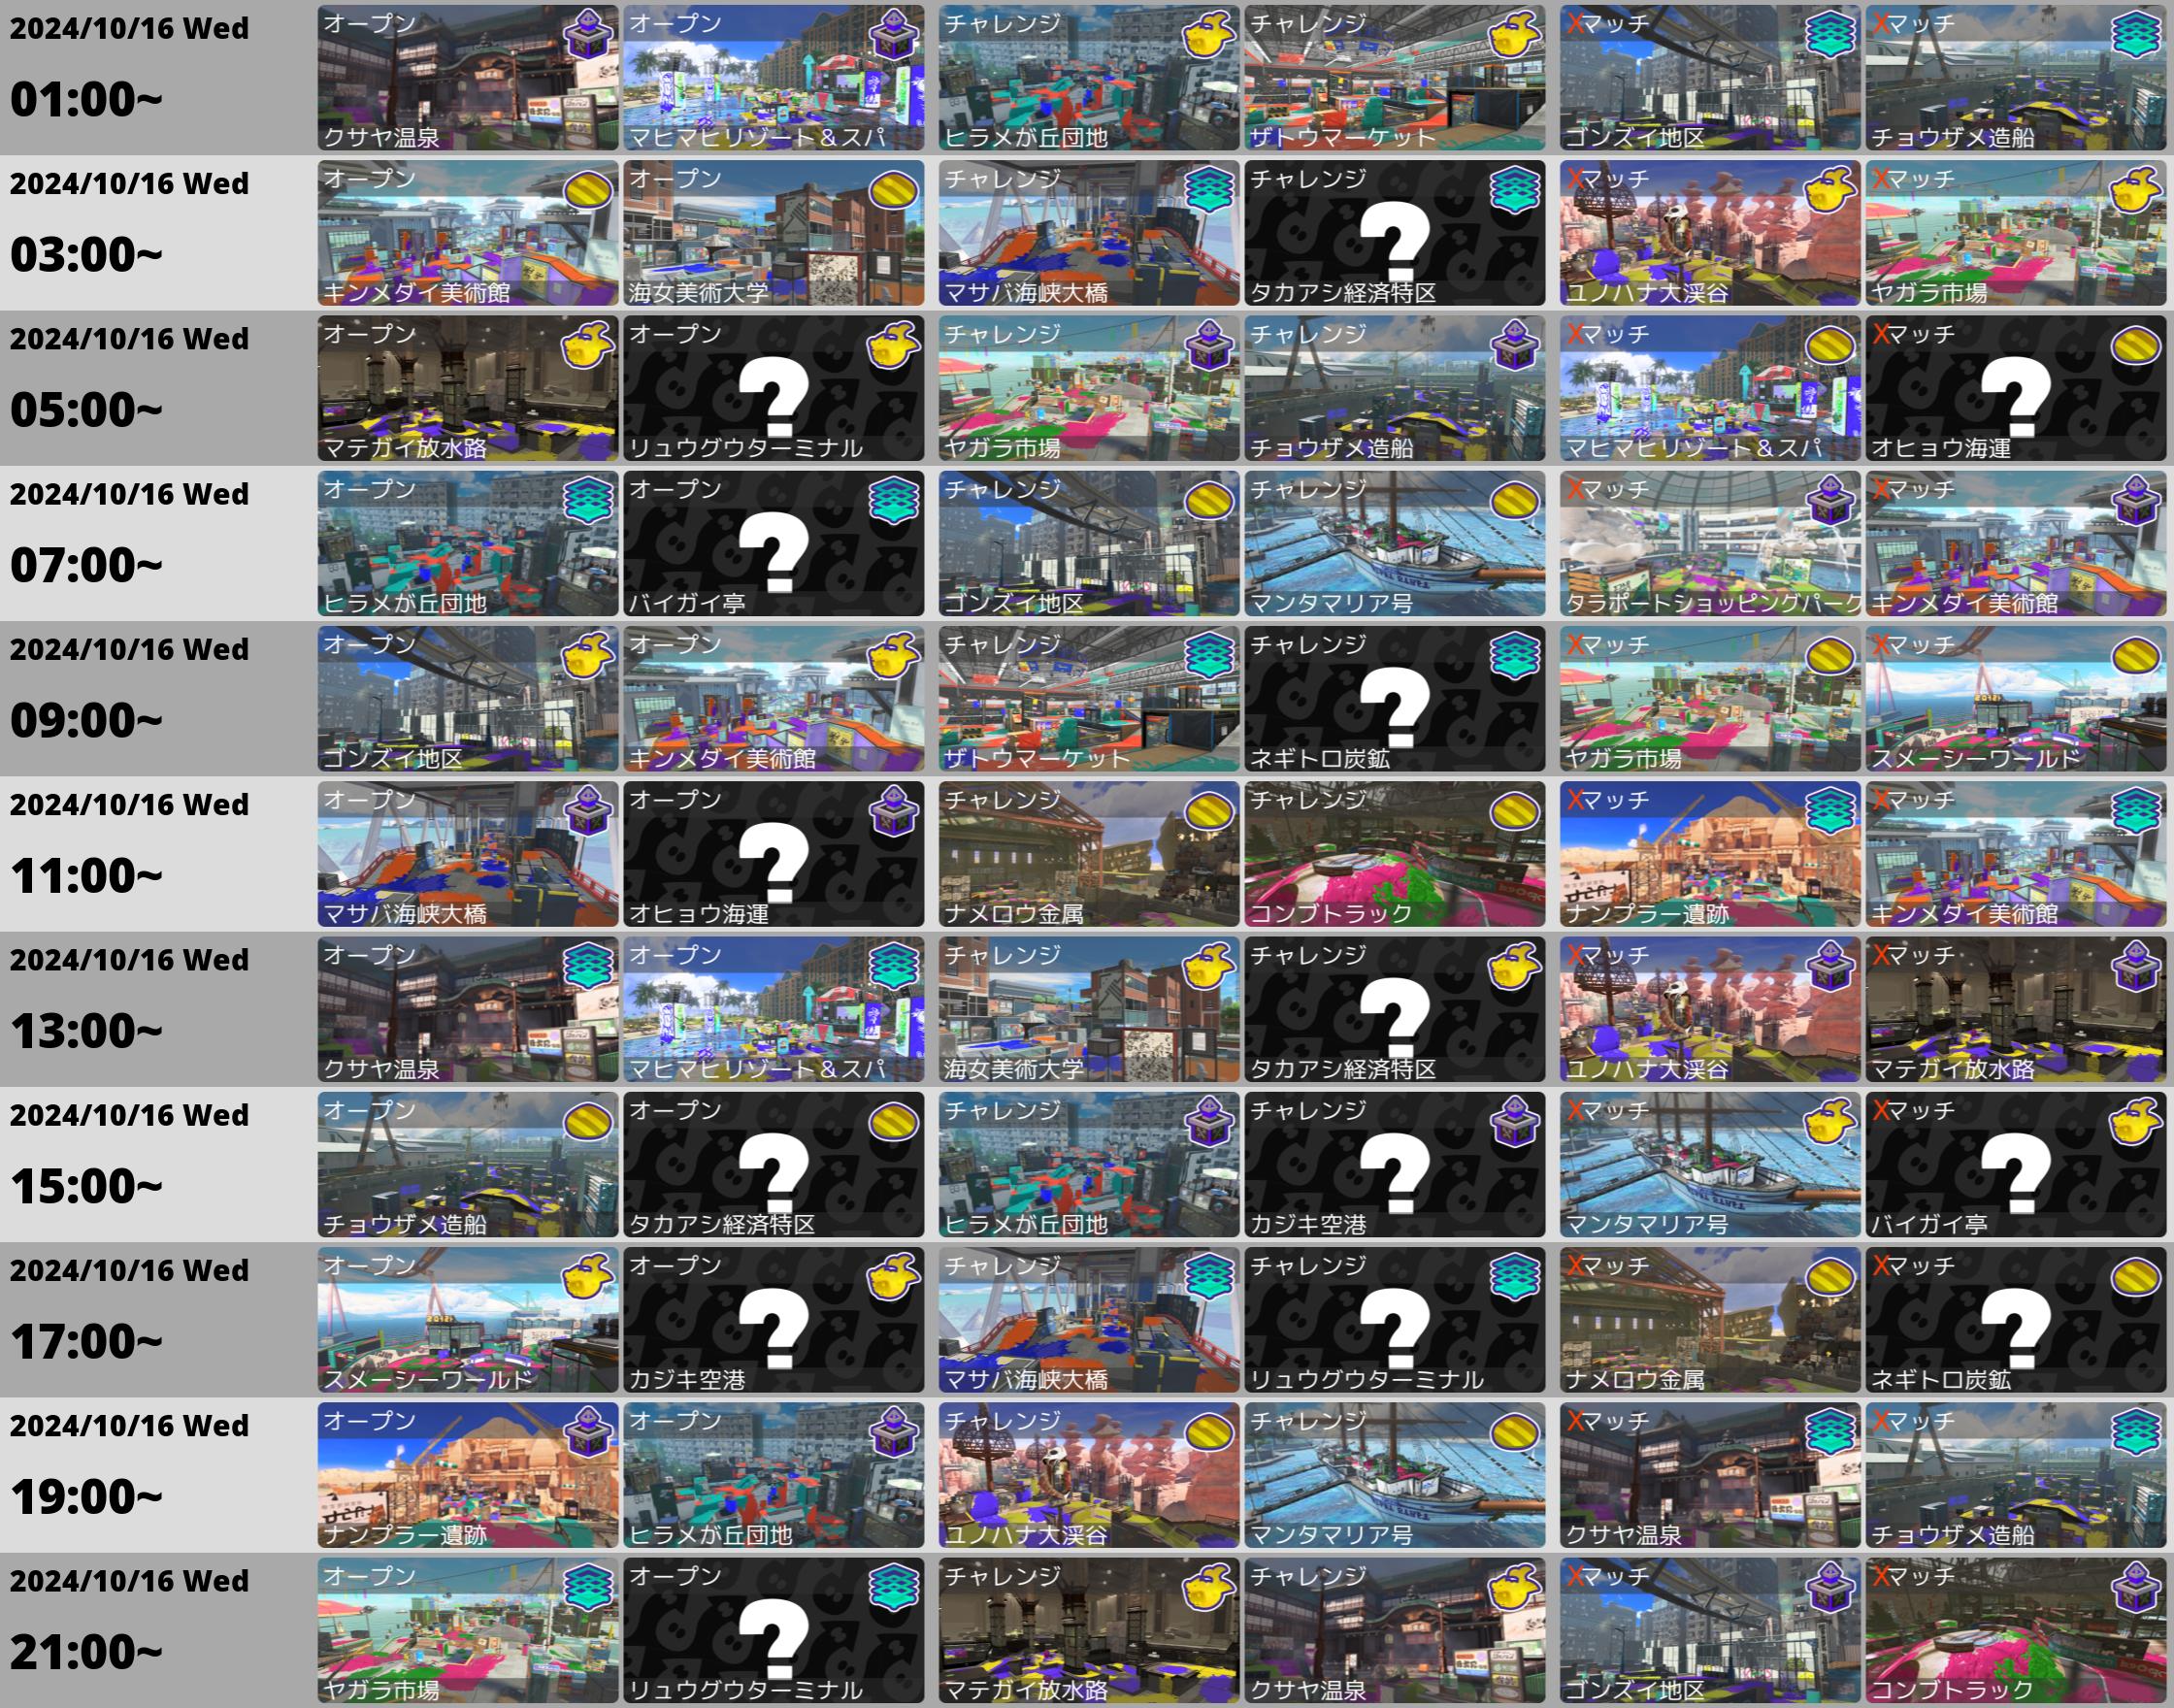 2024/10/16 Wed
01:00~
オープン
クサヤ温泉
オープン
マヒマヒリゾート＆スパ
チャレンジ
ヒラメが丘団地
チャレンジ
ザトウマーケット
Xマッチ
ゴンズイ地区
Xマッチ
チョウザメ造船
2024/10/16 Wed
03:00~
オープン
キンメダイ美術館
オープン
海女美術大学
チャレンジ
マサバ海峡大橋
チャレンジ
?
タカアシ経済特区
Xマッチ
ユノハナ大渓谷
Xマッチ
ヤガラ市場
2024/10/16 Wed
05:00~
オープン
マテガイ放水路
オープン
?
リュウグウターミナル
チャレンジ
ヤガラ市場
チャレンジ
チョウザメ造船
Xマッチ
マヒマヒリゾート＆スパ
Xマッチ
?
オヒョウ海運
2024/10/16 Wed
07:00~
オープン
ヒラメが丘団地
オープン
?
バイガイ亭
チャレンジ
ゴンズイ地区
チャレンジ
マンタマリア号
Xマッチ
タラポートショッピングパーク
Xマッチ
キンメダイ美術館
2024/10/16 Wed
09:00~
オープン
ゴンズイ地区
オープン
キンメダイ美術館
チャレンジ
ザトウマーケット
チャレンジ
?
ネギトロ炭鉱
Xマッチ
ヤガラ市場
Xマッチ
スメーシーワールド
2024/10/16 Wed
11:00~
オープン
マサバ海峡大橋
オープン
?
オヒョウ海運
チャレンジ
ナメロウ金属
チャレンジ
コンブトラック
Xマッチ
ナンプラー遺跡
Xマッチ
キンメダイ美術館
2024/10/16 Wed
13:00~
オープン
クサヤ温泉
オープン
マヒマヒリゾート＆スパ
チャレンジ
海女美術大学
チャレンジ
?
タカアシ経済特区
Xマッチ
ユノハナ大渓谷
Xマッチ
マテガイ放水路
2024/10/16 Wed
15:00~
オープン
チョウザメ造船
オープン
?
タカアシ経済特区
チャレンジ
ヒラメが丘団地
チャレンジ
?
カジキ空港
Xマッチ
マンタマリア号
Xマッチ
?
バイガイ亭
2024/10/16 Wed
17:00~
オープン
スメーシーワールド
オープン
?
カジキ空港
チャレンジ
マサバ海峡大橋
チャレンジ
?
リュウグウターミナル
Xマッチ
ナメロウ金属
Xマッチ
?
ネギトロ炭鉱
2024/10/16 Wed
19:00~
オープン
ナンプラー遺跡
オープン
ヒラメが丘団地
チャレンジ
ユノハナ大渓谷
チャレンジ
マンタマリア号
Xマッチ
クサヤ温泉
Xマッチ
チョウザメ造船
2024/10/16 Wed
21:00~
オープン
ヤガラ市場
オープン
?
リュウグウターミナル
チャレンジ
マテガイ放水路
チャレンジ
クサヤ温泉
Xマッチ
ゴンズイ地区
Xマッチ
コンブトラック